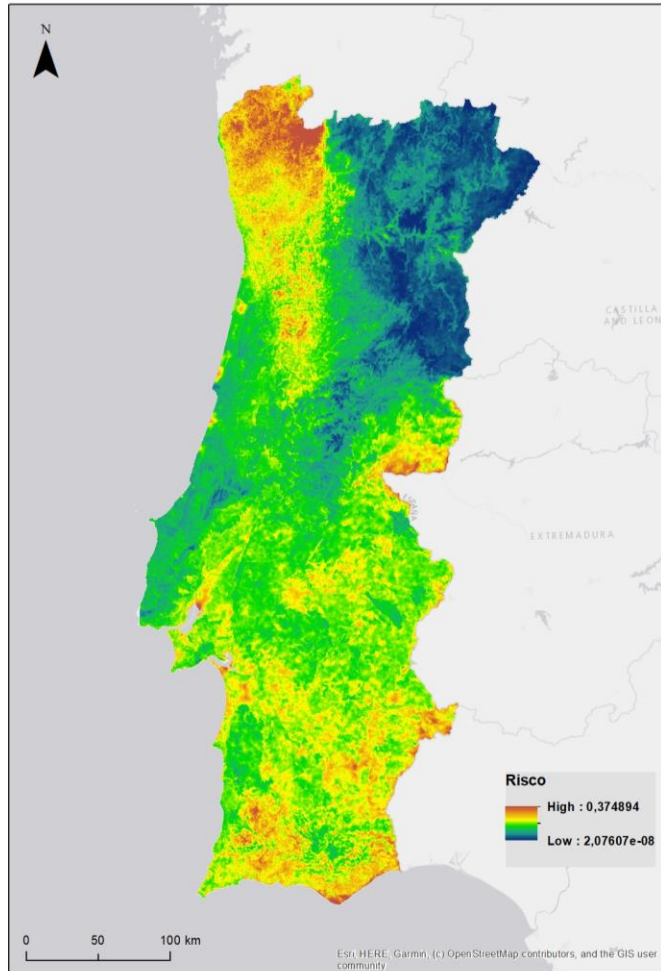 N
CASTILLA
AND LEON
ESPAÑA
EXTREMADURA
Risco
High : 0,374894
Low : 2,07607e-08
0 50 100 km
Esri, HERE, Garmin, (c) OpenStreetMap contributors, and the GIS user
community